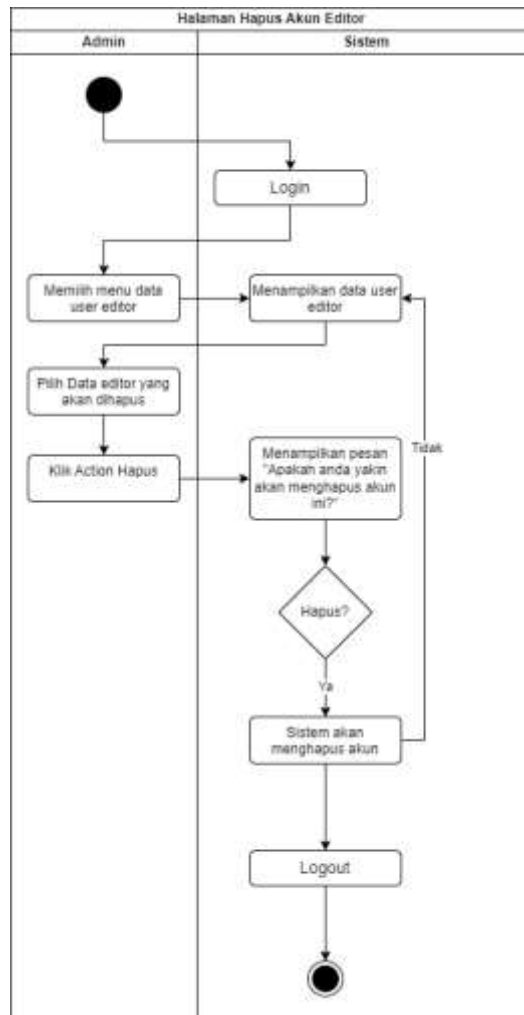 Halaman Hapus Akun Editor
Admin
Sistem
Login
Memilih menu data
user editor
Menampilkan data user
editor
Pilih Data editor yang
akan dihapus
Klik Action Hapus
Menampilkan pesan
"Apakah anda yakin
akan menghapus akun
ini?"
Tidak
Hapus?
Ya
Sistem akan
menghapus akun
Logout